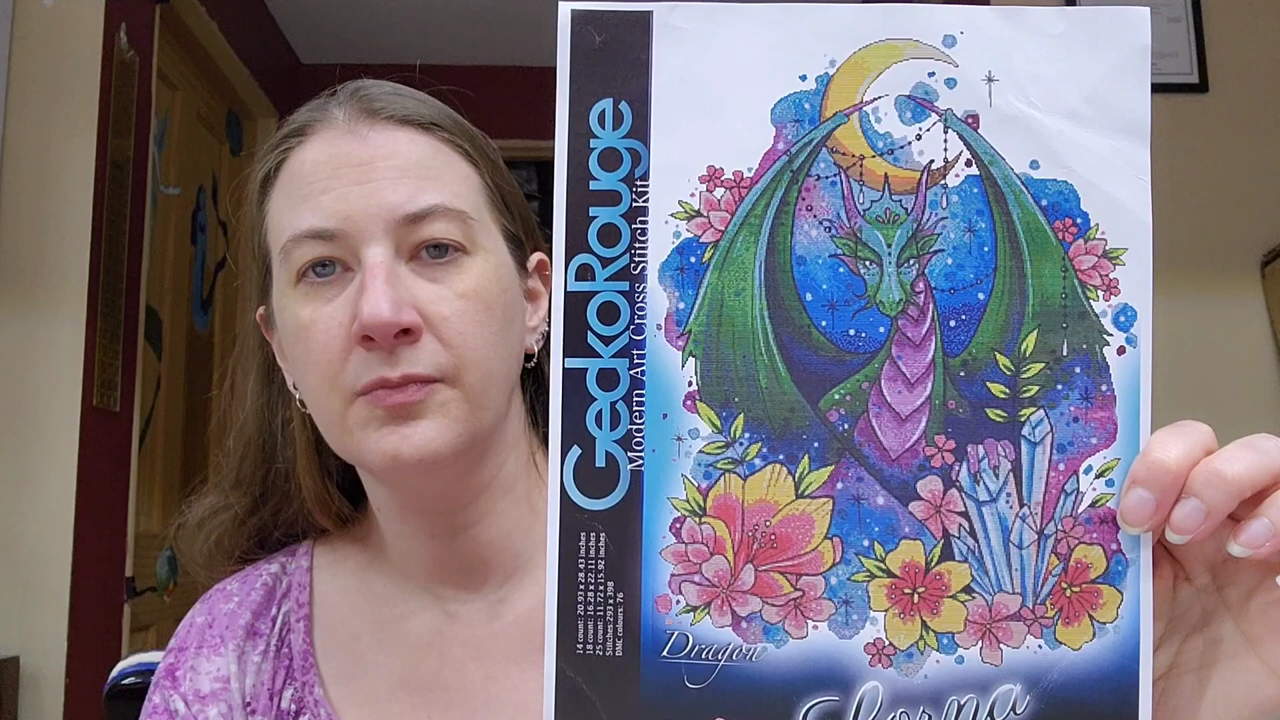 GeckoRouge
Modern Art Cross Stitch Kit
14 count: 20.93 x 28.43 inches
18 count: 16.28 x 22.11 inches
25 count: 11.72 x 15.92 inches
Stitches:293 x 398
DMC colours: 76
Dragon